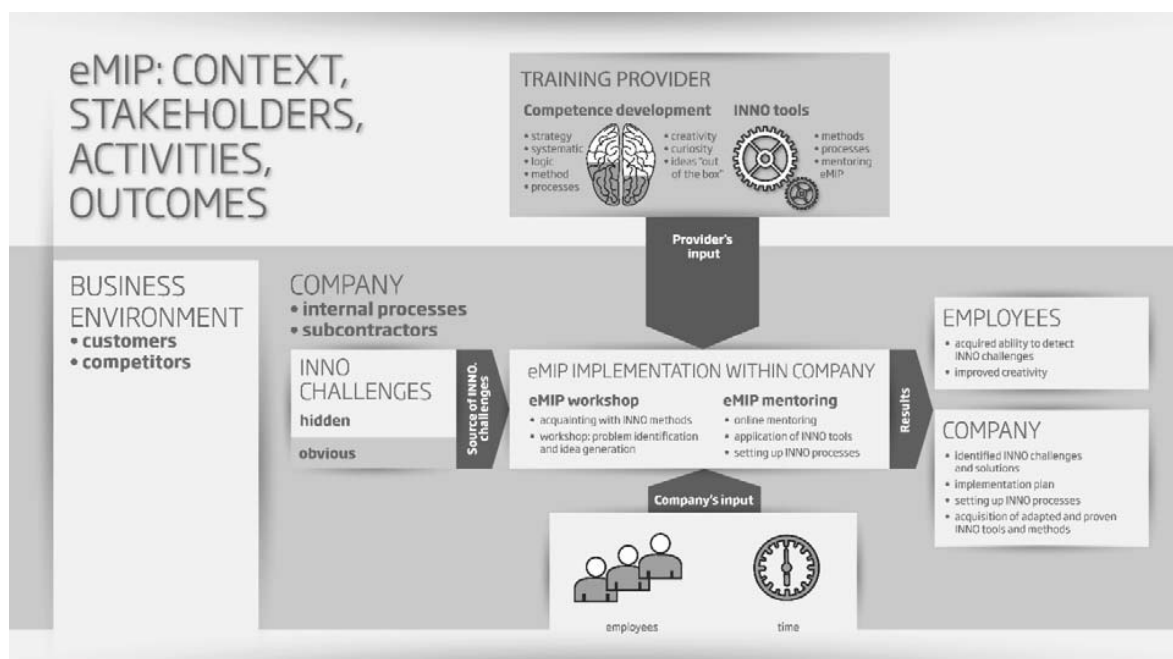 eMIP: CONTEXT,
STAKEHOLDERS,
ACTIVITIES,
OUTCOMES
TRAINING PROVIDER
Competence development
• strategy
• systematic
• logic
• method
• processes
• creativity
• curiosity
• ideas "out
of the box"
INNO tools
• methods
• processes
• mentoring
eMIP
Provider's
input
BUSINESS
ENVIRONMENT
• customers
• competitors
COMPANY
• internal processes
• subcontractors
INNO
CHALLENGES
hidden
obvious
Source of INNO.
challenges
eMIP IMPLEMENTATION WITHIN COMPANY
eMIP workshop
• acquainting with INNO methods
• workshop: problem identification
and idea generation
eMIP mentoring
• online mentoring
• application of INNO tools
• setting up INNO processes
Results
EMPLOYEES
• acquired ability to detect
INNO challenges
• improved creativity
COMPANY
• identified INNO challenges
and solutions
• implementation plan
• setting up INNO processes
• acquisition of adapted and proven
INNO tools and methods
Company's input
employees
time